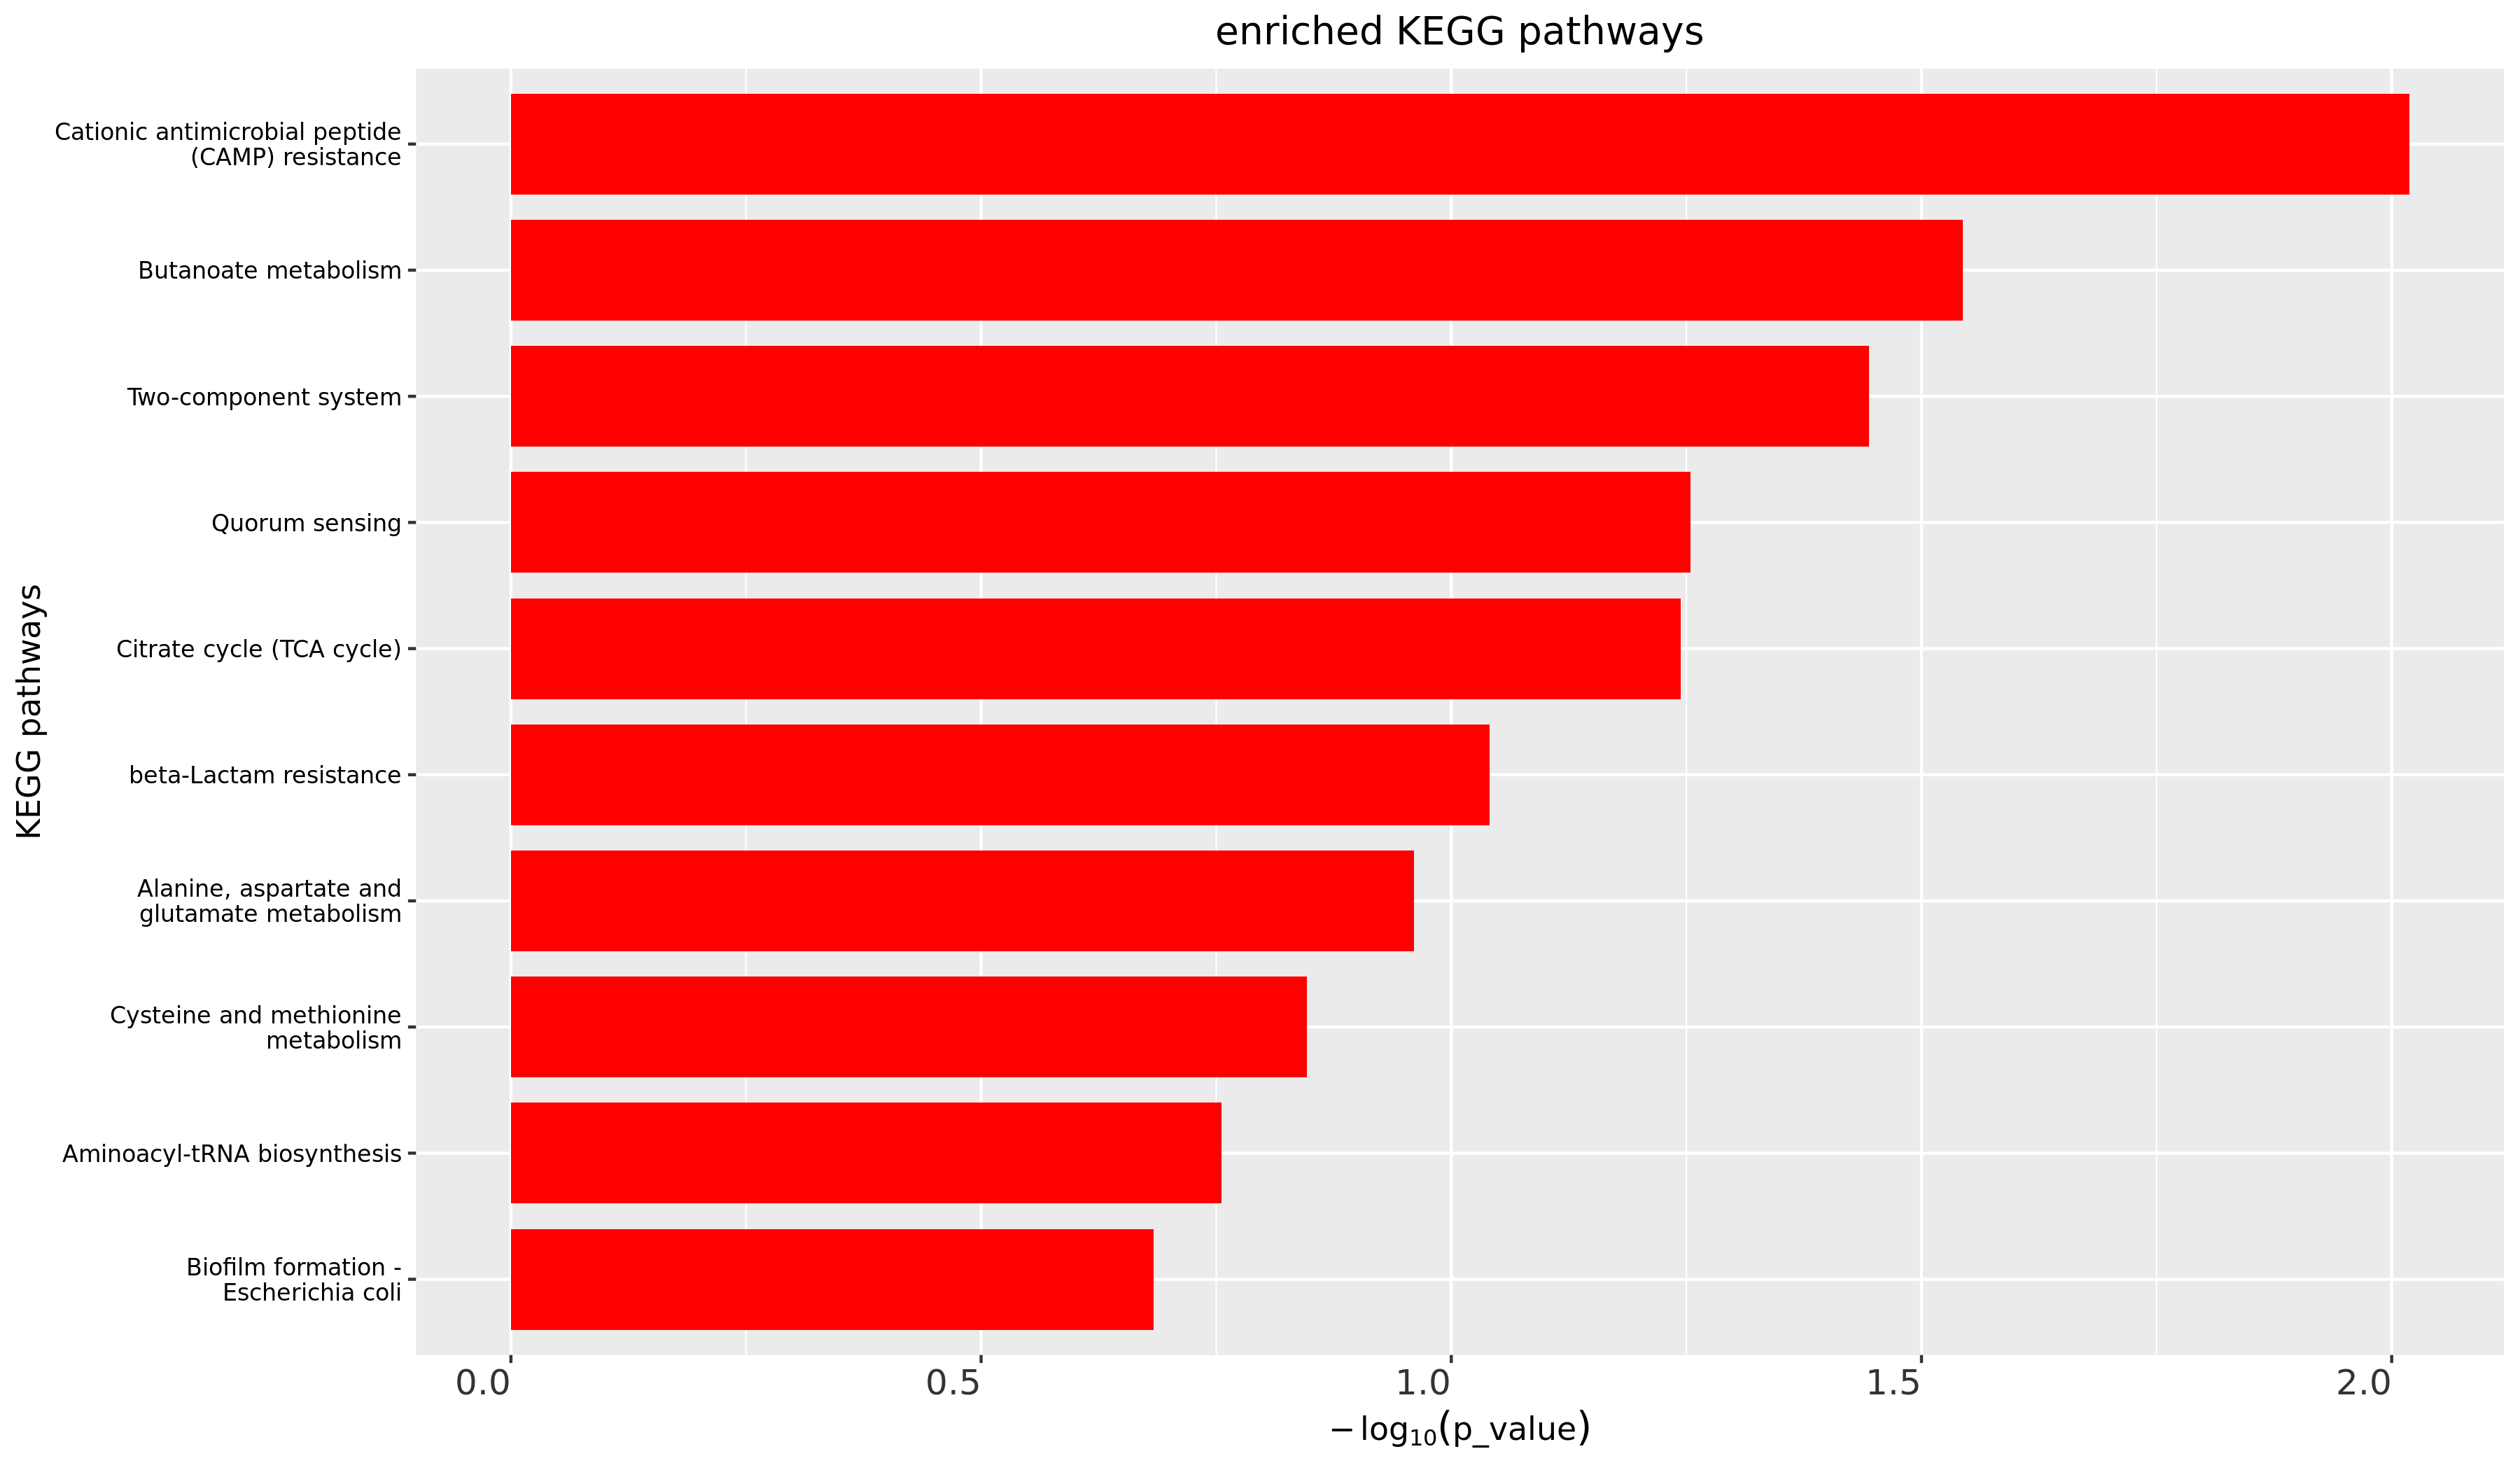 enriched KEGG pathways
KEGG pathways
Cationic antimicrobial peptide
(CAMP) resistance
Butanoate metabolism
Two-component system
Quorum sensing
Citrate cycle (TCA cycle)
beta-Lactam resistance
Alanine, aspartate and
glutamate metabolism
Cysteine and methionine
metabolism
Aminoacyl-tRNA biosynthesis
Biofilm formation -
Escherichia coli
0.0 0.5 1.0 1.5 2.0
− log₁₀(p_value)